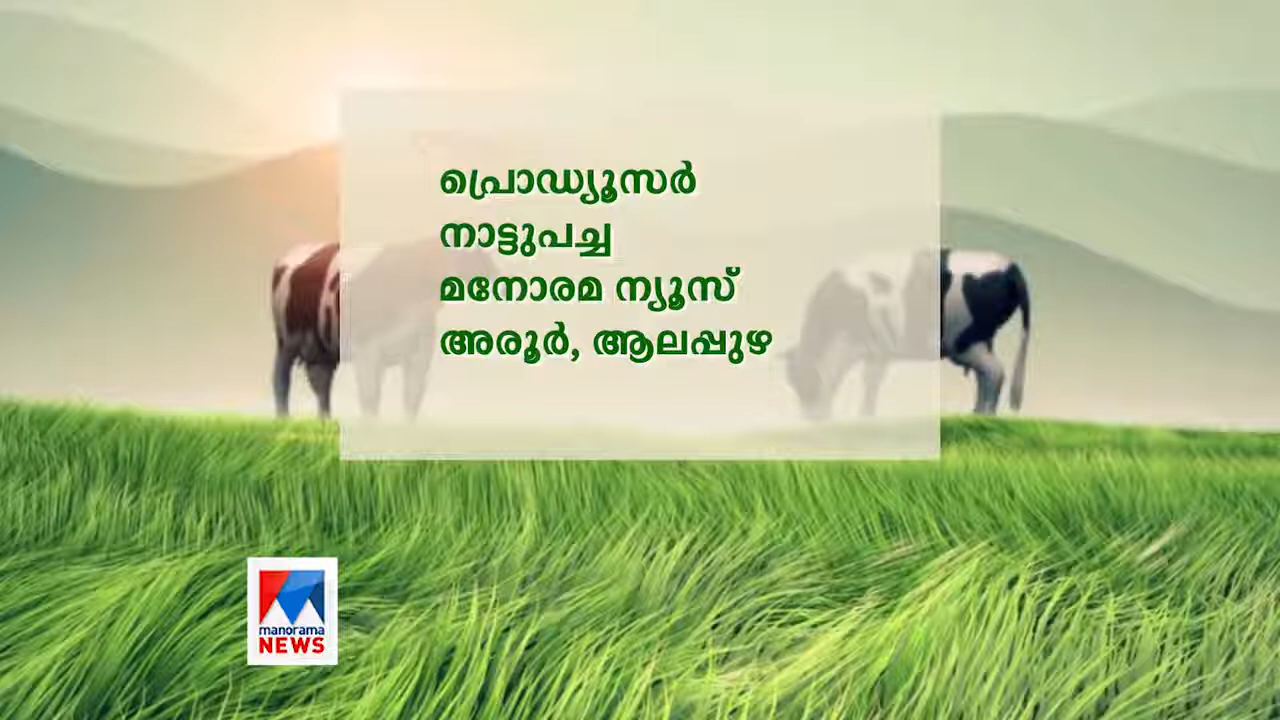 പ്രൊഡ്യൂസർ
നാട്ടുപച്ച
മനോരമ ന്യൂസ്
അരൂർ, ആലപ്പുഴ
manorama
NEWS